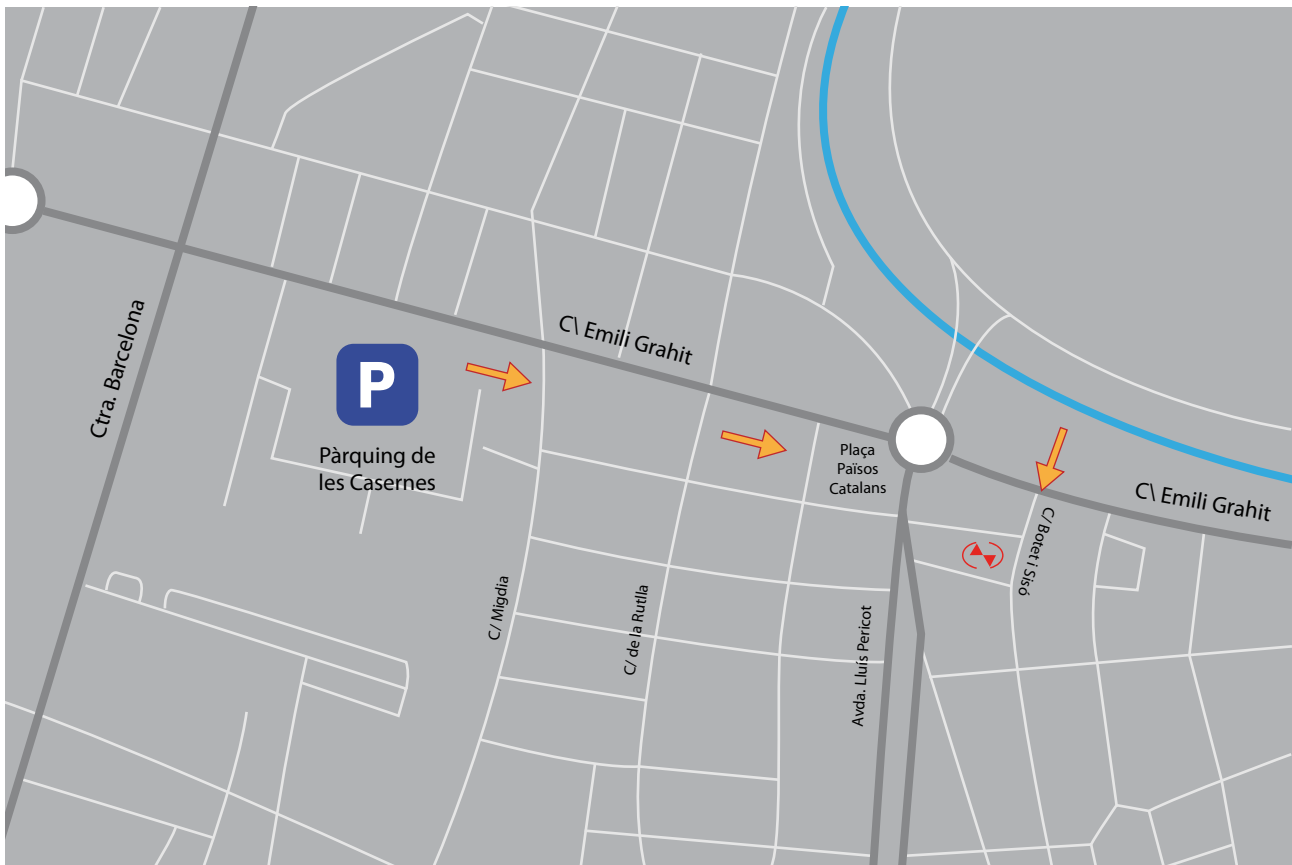 Ctra. Barcelona
C\ Emili Grahit
P
Pàrquing de
les Casernes
Plaça
Països
Catalans
C\ Emili Grahit
C/ Botet i Sisó
C/ Migdia
C/ de la Rutlla
Avda. Lluís Pericot